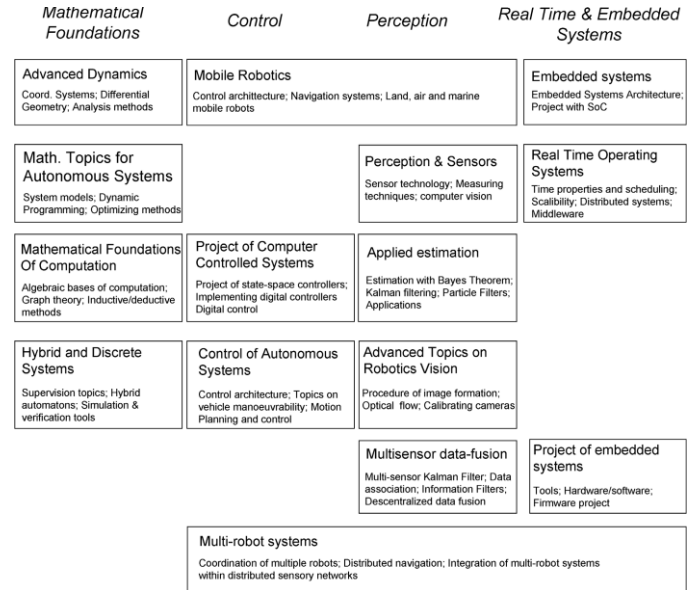 Mathematical
Foundations
Control
Perception
Real Time & Embedded
Systems
Advanced Dynamics
Coord. Systems; Differential
Geometry; Analysis methods
Mobile Robotics
Control archittecture; Navigation systems; Land, air and marine
mobile robots
Embedded systems
Embedded Systems Architecture;
Project with SoC
Math. Topics for
Autonomous Systems
System models; Dynamic
Programming; Optimizing methods
Perception & Sensors
Sensor technology; Measuring
techniques; computer vision
Real Time Operating
Systems
Time properties and scheduling;
Scalibility; Distributed systems;
Middleware
Mathematical Foundations
Of Computation
Algebraic bases of computation;
Graph theory; Inductive/deductive
methods
Project of Computer
Controlled Systems
Project of state-space controllers;
Implementing digital controllers
Digital control
Applied estimation
Estimation with Bayes Theorem;
Kalman filtering; Particle Filters;
Applications
Hybrid and Discrete
Systems
Supervision topics; Hybrid
automatons; Simulation &
verification tools
Control of Autonomous
Systems
Control architecture; Topics on
vehicle manoeuvrability; Motion
Planning and control
Advanced Topics on
Robotics Vision
Procedure of image formation;
Optical flow; Calibrating cameras
Multisensor data-fusion
Multi-sensor Kalman Filter; Data
association; Information Filters;
Descentralized data fusion
Project of embedded
systems
Tools; Hardware/software;
Firmware project
Multi-robot systems
Coordination of multiple robots; Distributed navigation; Integration of multi-robot systems
within distributed sensory networks